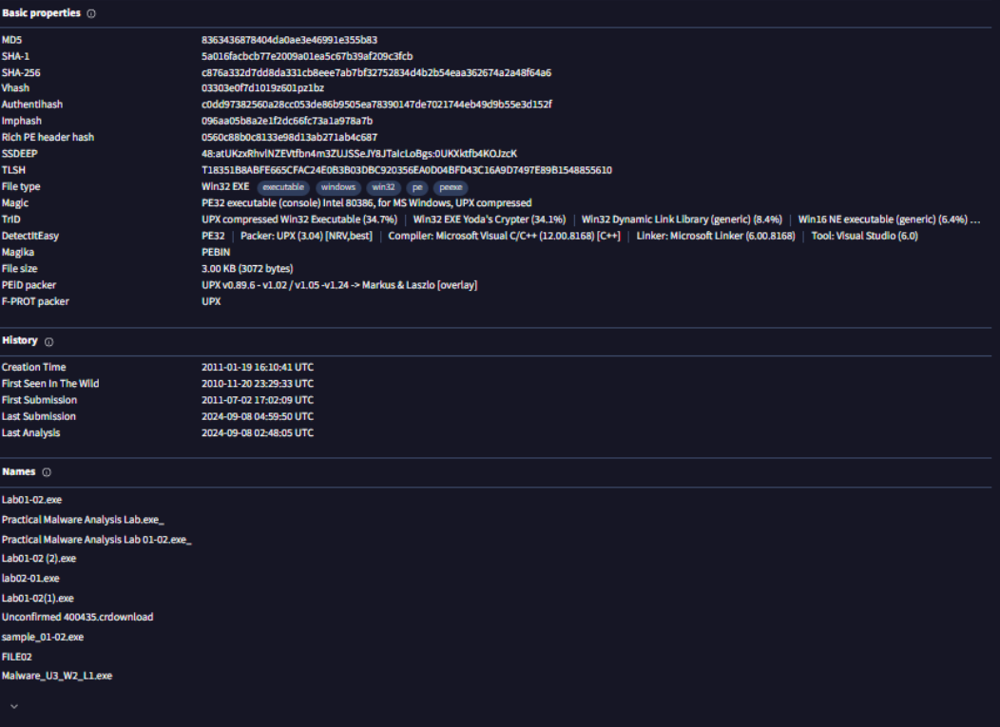 Basic properties
MD5 8363436878404da0ae3e46991e355b83
SHA-1 5a016facbcb77e2009a01ea5c67b39af209c3fcb
SHA-256 c876a332d7dd8da331cb8eee7ab7bf32752834d4b2b54eaa362674a2a48f64a6
Vhash 03303e0f7d1019z601pz1bz
Authentihash c0dd97382560a28cc053de86b9505ea78390147de7021744eb49d9b55e3d152f
Imphash 096aa05b8a2e1f2dc66fc73a1a978a7b
Rich PE header hash 0560c88b0c8133e98d13ab271ab4c687
SSDEEP 48:atUKzxRhvlNZEVtfbn4m3ZUJSSeJY8JTaIcLoBgs:0UKXktfb4KOJzcK
TLSH T18351B8ABFE665CFAC24E0B3B03DBC920356EA0D04BFD43C16A9D7497E89B1548855610
File type Win32 EXE executable windows win32 pe peexe
Magic PE32 executable (console) Intel 80386, for MS Windows, UPX compressed
TrID UPX compressed Win32 Executable (34.7%) | Win32 EXE Yoda's Crypter (34.1%) | Win32 Dynamic Link Library (generic) (8.4%) | Win16 NE executable (generic) (6.4%) ...
DetectItEasy PE32 | Packer: UPX (3.04) [NRV,best] | Compiler: Microsoft Visual C/C++ (12.00.8168) [C++] | Linker: Microsoft Linker (6.00.8168) | Tool: Visual Studio (6.0)
Magika PEBIN
File size 3.00 KB (3072 bytes)
PEiD packer UPX v0.89.6 - v1.02 / v1.05 -v1.24 -> Markus & Laszlo [overlay]
F-PROT packer UPX
History
Creation Time 2011-01-19 16:10:41 UTC
First Seen In The Wild 2010-11-20 23:29:33 UTC
First Submission 2011-07-02 17:02:09 UTC
Last Submission 2024-09-08 04:59:50 UTC
Last Analysis 2024-09-08 02:48:05 UTC
Names
Lab01-02.exe
Practical Malware Analysis Lab.exe_
Practical Malware Analysis Lab 01-02.exe_
Lab01-02 (2).exe
lab02-01.exe
Lab01-02(1).exe
Unconfirmed 400435.crdownload
sample_01-02.exe
FILE02
Malware_U3_W2_L1.exe